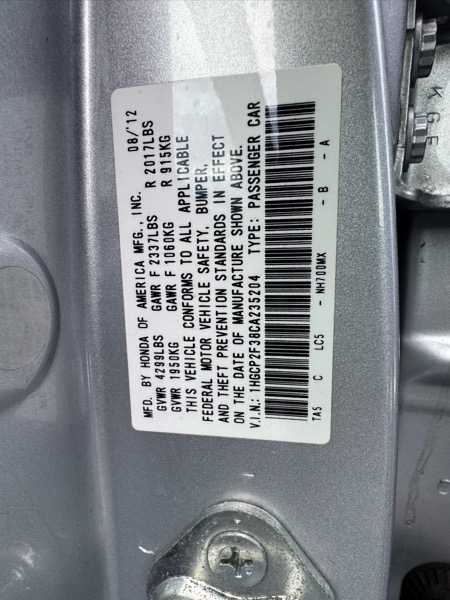 MFD. BY HONDA OF AMERICA MFG., INC. 08/'12
GVWR 4299LBS GAWR F 2337LBS R 2017LBS
GVWR 1950KG GAWR F 1060KG R 915KG
THIS VEHICLE CONFORMS TO ALL APPLICABLE
FEDERAL MOTOR VEHICLE SAFETY, BUMPER,
AND THEFT PREVENTION STANDARDS IN EFFECT
ON THE DATE OF MANUFACTURE SHOWN ABOVE.
V.I.N.: 1HGCP2F38CA235204 TYPE: PASSENGER CAR
TA5 C LC5 - NH700MX - B - A
K G E